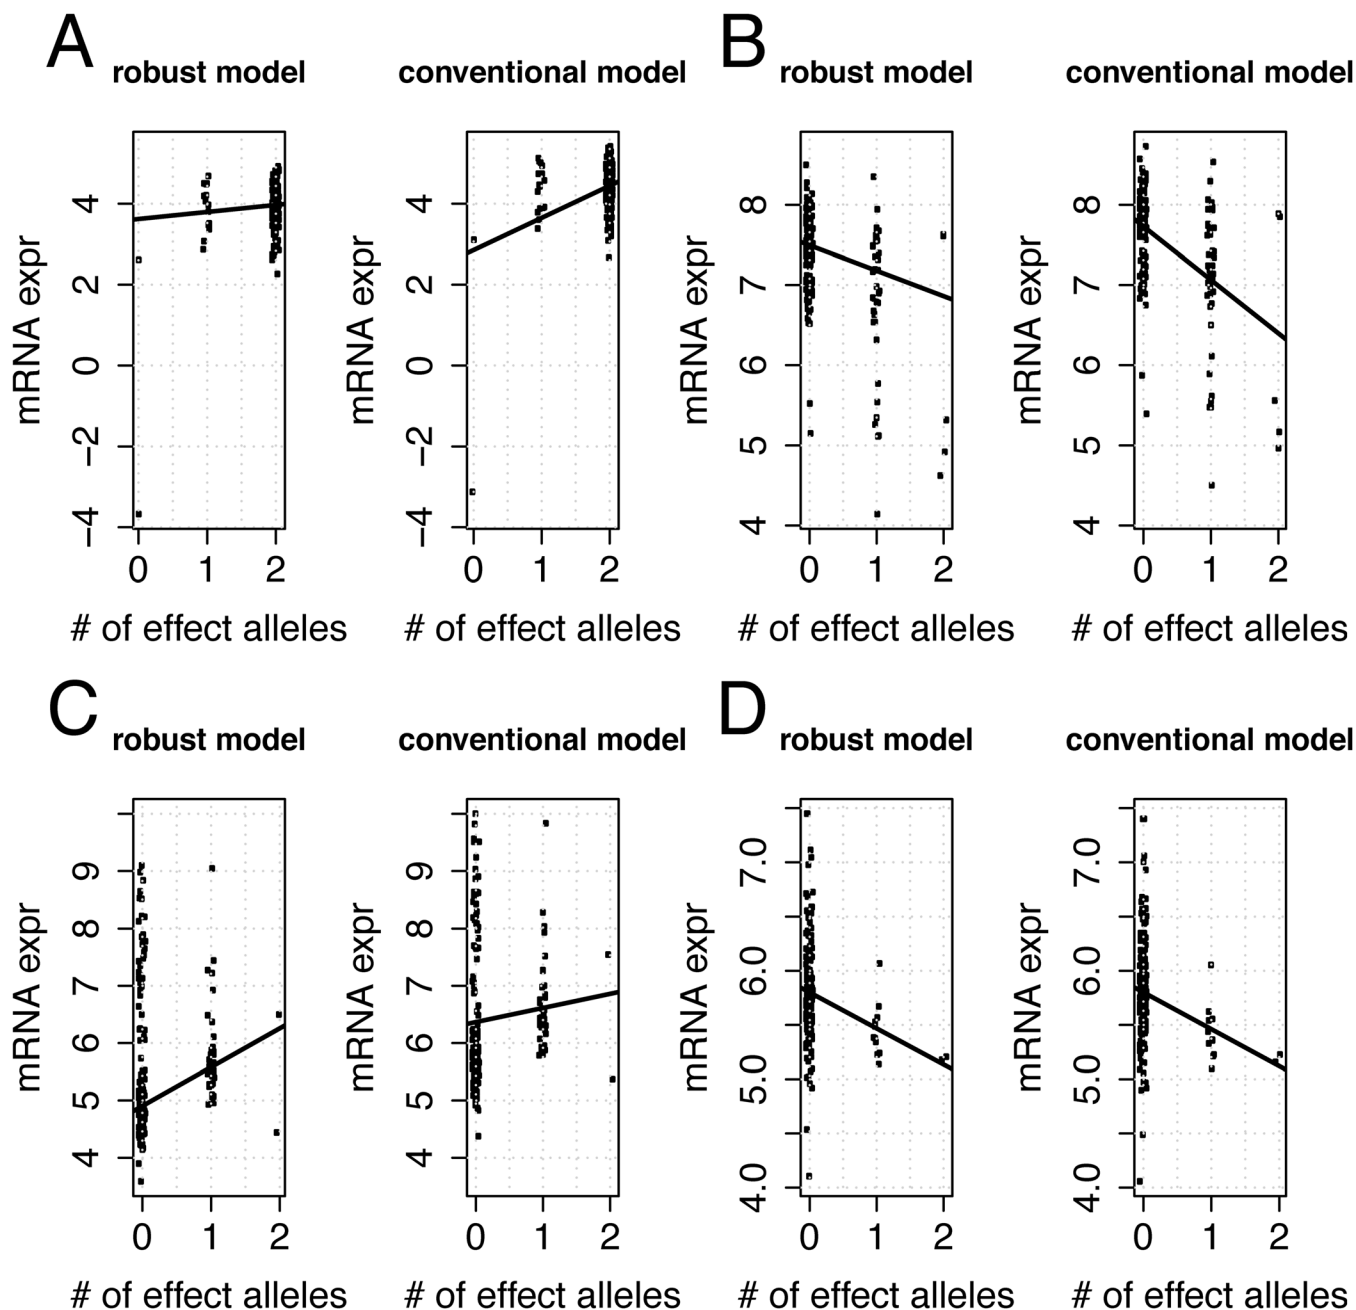 A
robust model
conventional model
mRNA expr
4
2
0
−2
−4
0 1 2
# of effect alleles
mRNA expr
4
2
0
−2
−4
0 1 2
# of effect alleles
B
robust model
conventional model
mRNA expr
8
7
6
5
4
0 1 2
# of effect alleles
mRNA expr
8
7
6
5
4
0 1 2
# of effect alleles
C
robust model
conventional model
mRNA expr
9
8
7
6
5
4
0 1 2
# of effect alleles
mRNA expr
9
8
7
6
5
4
0 1 2
# of effect alleles
D
robust model
conventional model
mRNA expr
7.0
6.0
5.0
4.0
0 1 2
# of effect alleles
mRNA expr
7.0
6.0
5.0
4.0
0 1 2
# of effect alleles